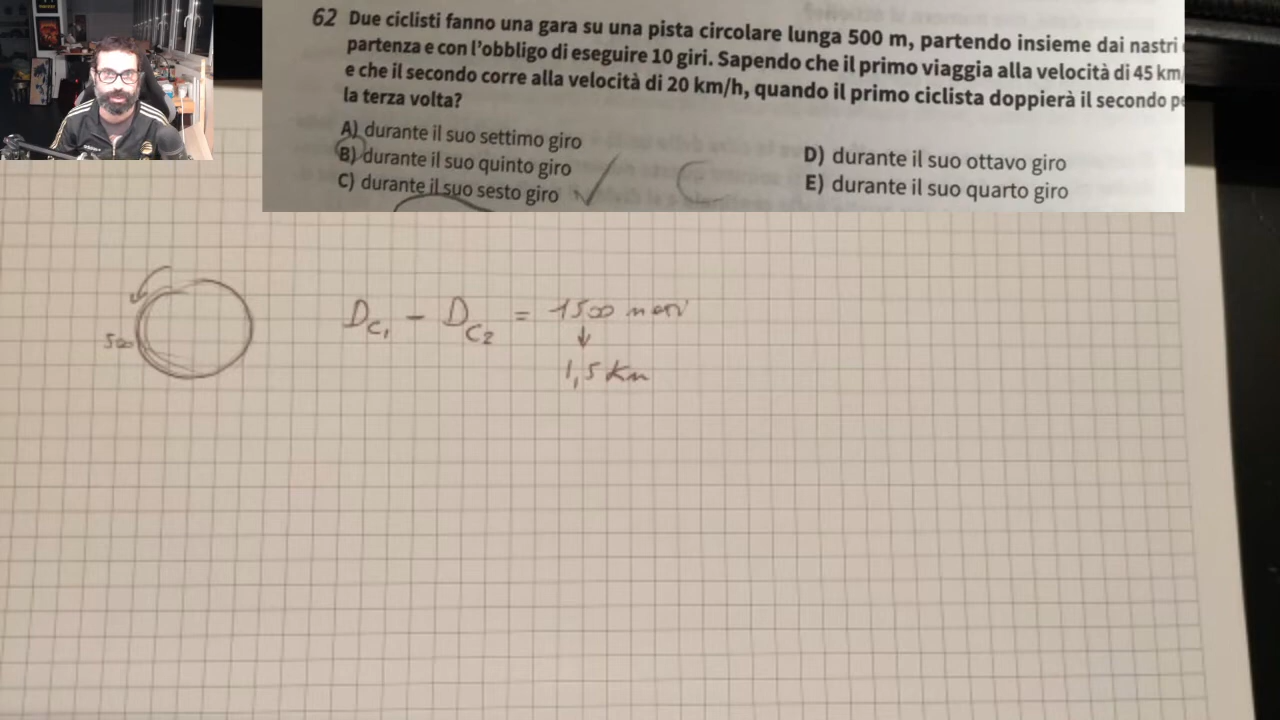 62 Due ciclisti fanno una gara su una pista circolare lunga 500 m, partendo insieme dai nastri
partenza e con l'obbligo di eseguire 10 giri. Sapendo che il primo viaggia alla velocità di 45 km
e che il secondo corre alla velocità di 20 km/h, quando il primo ciclista doppierà il secondo pe
la terza volta?
A) durante il suo settimo giro
B) durante il suo quinto giro
C) durante il suo sesto giro
D) durante il suo ottavo giro
E) durante il suo quarto giro
500
DC1 - DC2 = 1500 metri
1,5 Km